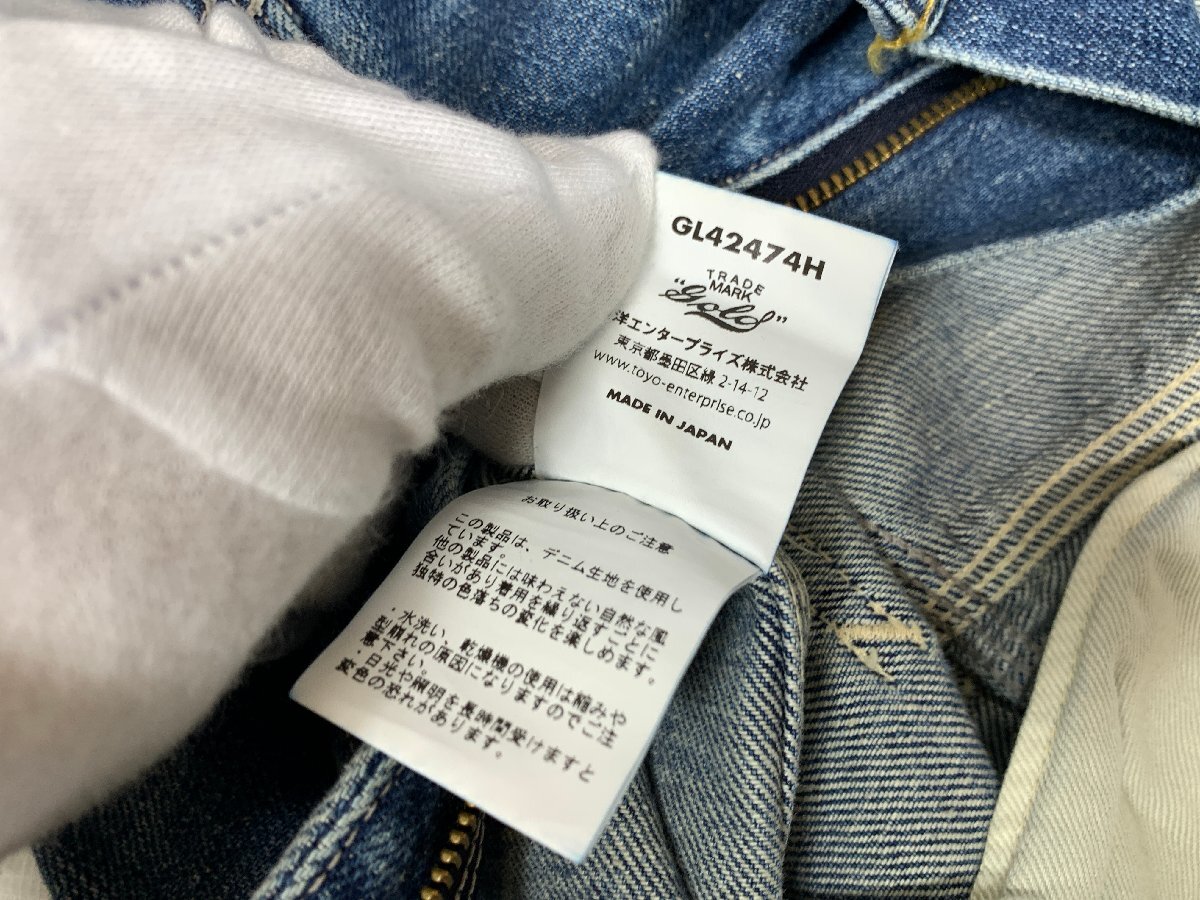 GL42474H
TRADE
MARK
"Gold"
洋エンタープライズ株式会社
東京都墨田区緑 2-14-12
www.toyo-enterprise.co.jp
MADE IN JAPAN
お取り扱い上のご注意
この製品は、デニム生地を使用し
ています。
他の製品には味わえない自然な風
合いがあり着用を繰り返すごとに
独特の色落ちの変化を楽しめます。
・水洗い、乾燥機の使用は縮みや
型崩れの原因になりますのでご注
意下さい。
・日光や照明を長時間受けますと
変色の恐れがあります。